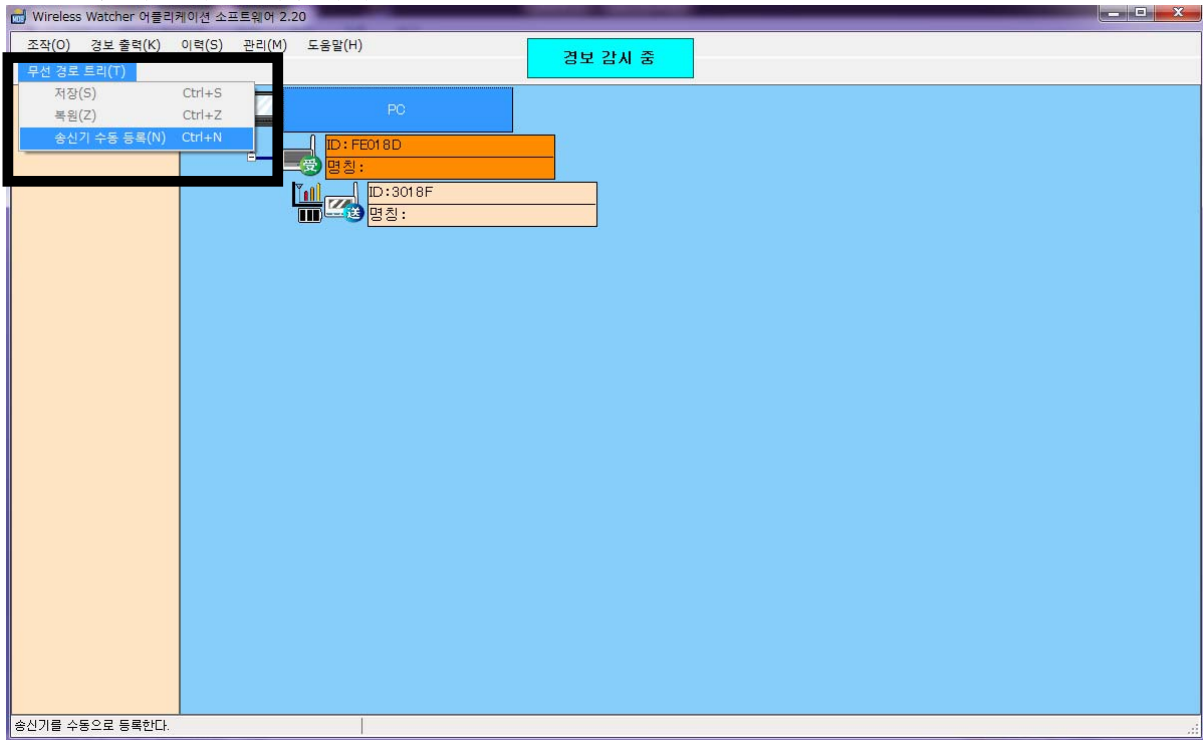 Wireless Watcher 어플리케이션 소프트웨어 2.20
조작(O) 경보 출력(K) 이력(S) 관리(M) 도움말(H)
경보 감시 중
무선 경로 트리(T)
저장(S) Ctrl+S
복원(Z) Ctrl+Z
송신기 수동 등록(N) Ctrl+N
PC
ID:FE018D
受
명칭:
ID:3018F
送
명칭:
송신기를 수동으로 등록한다.